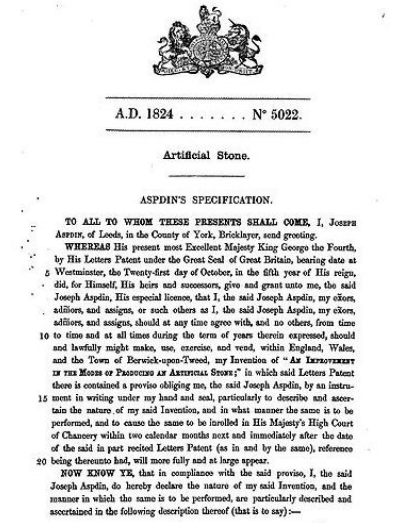 A.D. 1824 . . . . . . . N° 5022.
Artificial Stone.
ASPDIN'S SPECIFICATION.
TO ALL TO WHOM THESE PRESENTS SHALL COME, I, JOSEPH
ASPDIN, of Leeds, in the County of York, Bricklayer, send greeting.
WHEREAS His present most Excellent Majesty King George the Fourth,
by His Letters Patent under the Great Seal of Great Britain, bearing date at
5 Westminster, the Twenty-first day of October, in the fifth year of His reign,
did, for Himself, His heirs and successors, give and grant unto me, the said
Joseph Aspdin, His especial licence, that I, the said Joseph Aspdin, my exors,
adm̃ors, and assigns, or such others as I, the said Joseph Aspdin, my exors,
adm̃ors, and assigns, should at any time agree with, and no others, from time
10 to time and at all times during the term of years therein expressed, should
and lawfully might make, use, exercise, and vend, within England, Wales,
and the Town of Berwick-upon-Tweed, my Invention of "AN IMPROVEMENT
IN THE MODES OF PRODUCING AN ARTIFICIAL STONE;" in which said Letters Patent
there is contained a proviso obliging me, the said Joseph Aspdin, by an instru-
15 ment in writing under my hand and seal, particularly to describe and ascer-
tain the nature of my said Invention, and in what manner the same is to be
performed, and to cause the same to be inrolled in His Majesty's High Court
of Chancery within two calendar months next and immediately after the date
of the said in part recited Letters Patent (as in and by the same), reference
20 being thereunto had, will more fully and at large appear.
NOW KNOW YE, that in compliance with the said proviso, I, the said
Joseph Aspdin, do hereby declare the nature of my said Invention, and the
manner in which the same is to be performed, are particularly described and
ascertained in the following description thereof (that is to say):—